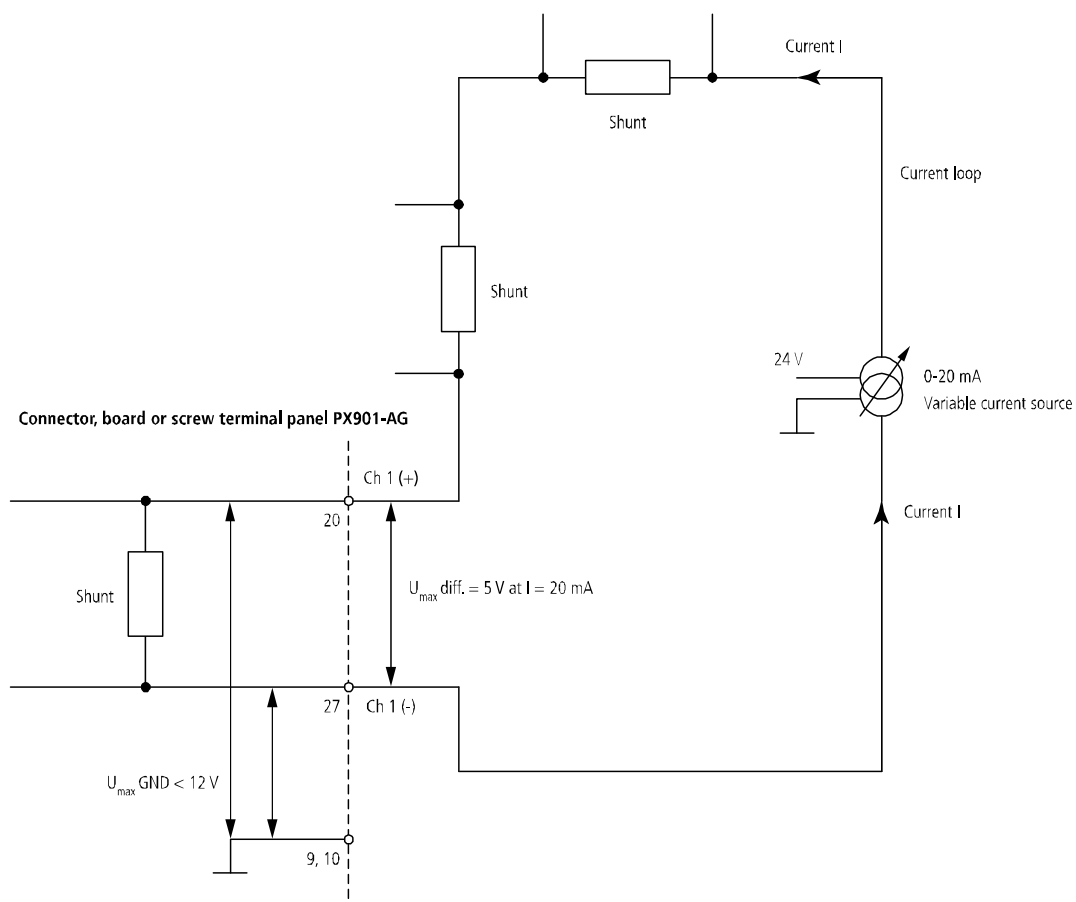 Current I
Shunt
Current loop
Shunt
24 V
0-20 mA
Variable current source
Connector, board or screw terminal panel PX901-AG
Ch 1 (+)
20
Current I
Shunt
Umax diff. = 5 V at I = 20 mA
27
Ch 1 (-)
Umax GND < 12 V
9, 10